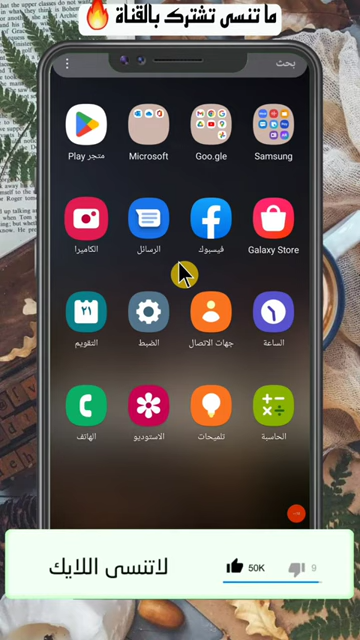 ما تنسى تشترك بالقناة
بحث
Samsung
Goo.gle
Microsoft
متجر Play
Galaxy Store
فيسبوك
الرسائل
الكاميرا
الساعة
جهات الاتصال
الضبط
التقويم
٢١
الحاسبة
تلميحات
الاستوديو
الهاتف
لاتنسى اللايك
50K
9